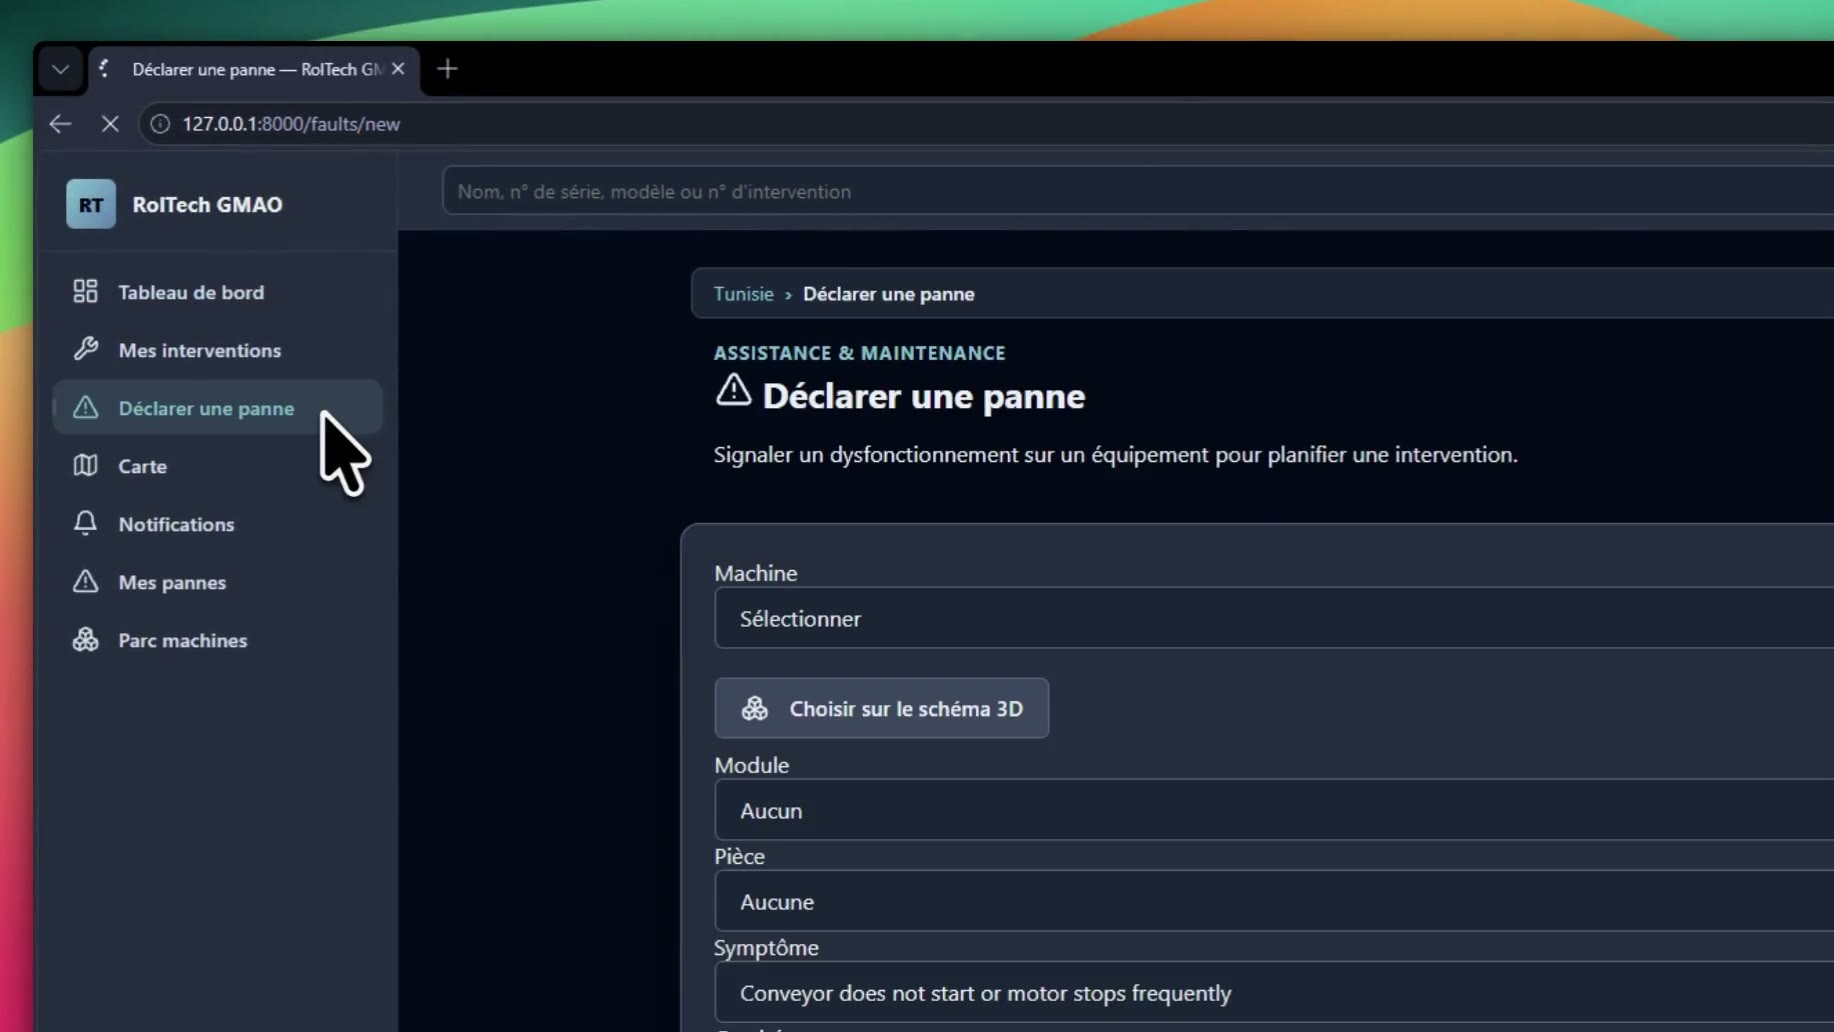 Déclarer une panne — RolTech GM
127.0.0.1:8000/faults/new
RT RolTech GMAO
Nom, n° de série, modèle ou n° d'intervention
Tableau de bord
Mes interventions
Déclarer une panne
Carte
Notifications
Mes pannes
Parc machines
Tunisie › Déclarer une panne
ASSISTANCE & MAINTENANCE
Déclarer une panne
Signaler un dysfonctionnement sur un équipement pour planifier une intervention.
Machine
Sélectionner
Choisir sur le schéma 3D
Module
Aucun
Pièce
Aucune
Symptôme
Conveyor does not start or motor stops frequently